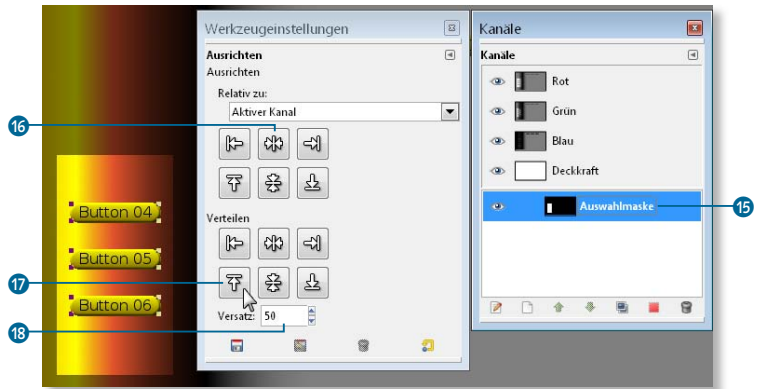 Werkzeugeinstellungen
Ausrichten
Ausrichten
Relativ zu:
Aktiver Kanal
16
Verteilen
17
Versatz: 50
18
Button 04
Button 05
Button 06
Kanäle
Kanäle
Rot
Grün
Blau
Deckkraft
Auswahlmaske
15